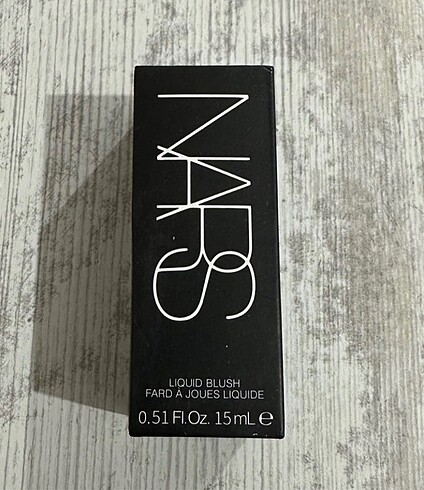 NARS
LIQUID BLUSH
FARD À JOUES LIQUIDE
0.51 Fl.Oz. 15 mL ℮